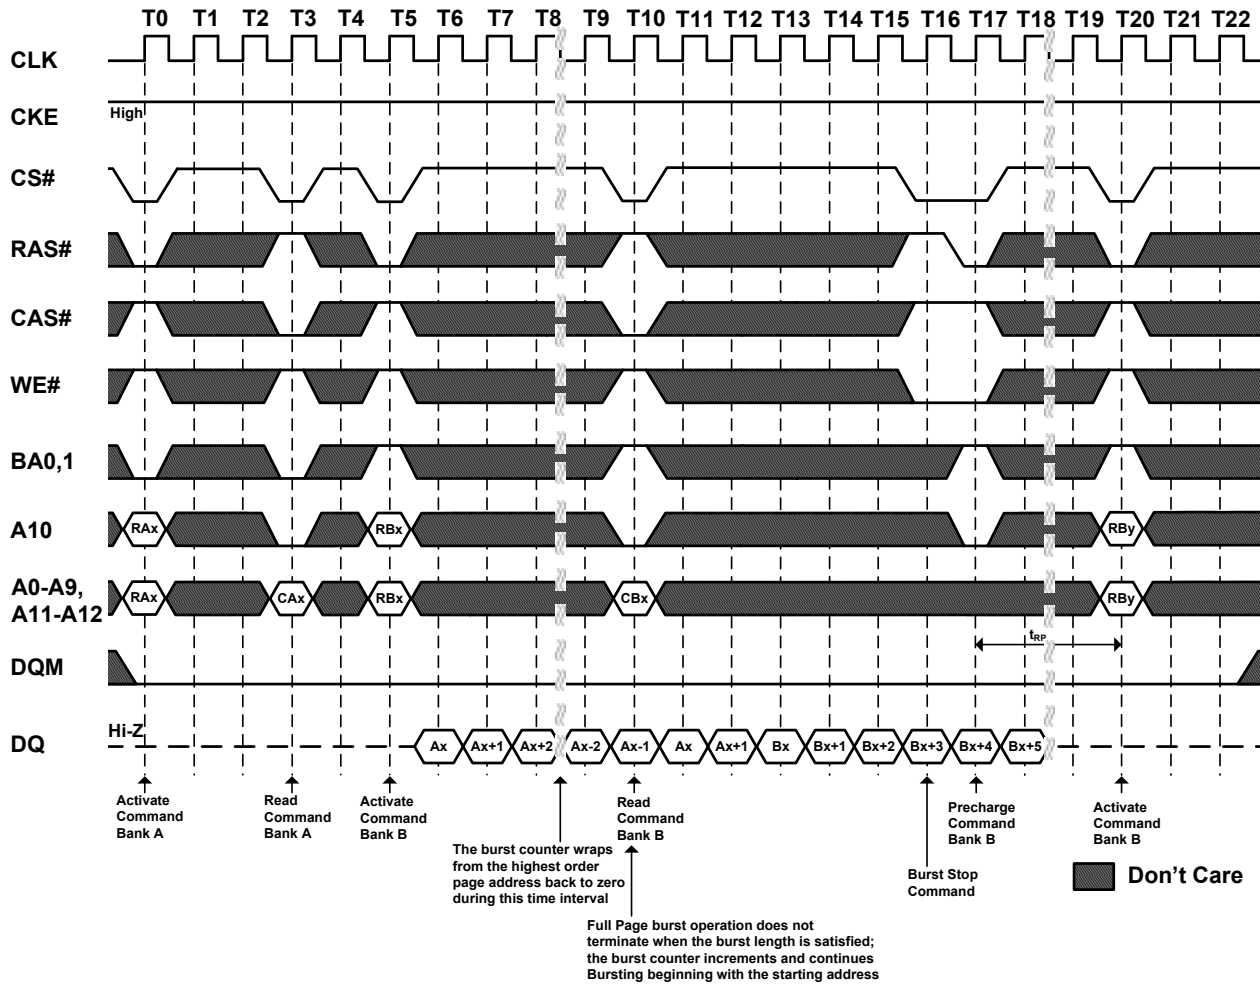 T0 T1 T2 T3 T4 T5 T6 T7 T8 T9 T10 T11 T12 T13 T14 T15 T16 T17 T18 T19 T20 T21 T22
CLK
CKE
High
CS#
RAS#
CAS#
WE#
BA0,1
A10
RAx RBx RBy
A0-A9,
A11-A12
RAx CAx RBx CBx RBy
tRP
DQM
Hi-Z
DQ
Ax Ax+1 Ax+2 Ax-2 Ax-1 Ax Ax+1 Bx Bx+1 Bx+2 Bx+3 Bx+4 Bx+5
Activate
Command
Bank A
Read
Command
Bank A
Activate
Command
Bank B
The burst counter wraps
from the highest order
page address back to zero
during this time interval
Read
Command
Bank B
Full Page burst operation does not
terminate when the burst length is satisfied;
the burst counter increments and continues
Bursting beginning with the starting address
Burst Stop
Command
Precharge
Command
Bank B
Activate
Command
Bank B
Don't Care